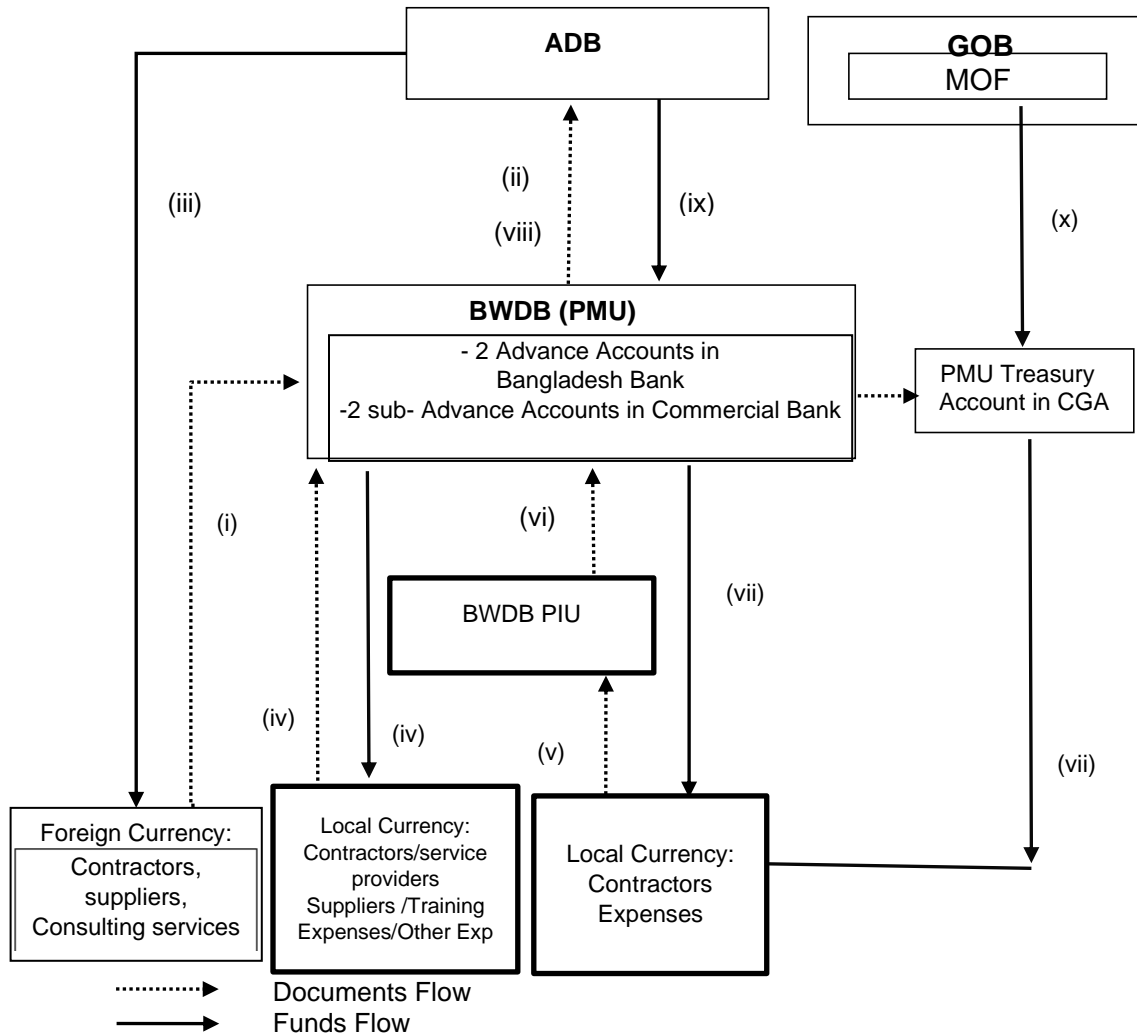 ADB
GOB
MOF
(iii)
(ii)
(viii)
(ix)
(x)
BWDB (PMU)
- 2 Advance Accounts in
Bangladesh Bank
-2 sub- Advance Accounts in Commercial Bank
PMU Treasury
Account in CGA
(i)
(vi)
(vii)
BWDB PIU
(iv)
(iv)
(v)
(vii)
Foreign Currency:
Contractors,
suppliers,
Consulting services
Local Currency:
Contractors/service
providers
Suppliers /Training
Expenses/Other Exp
Local Currency:
Contractors
Expenses
Documents Flow
Funds Flow